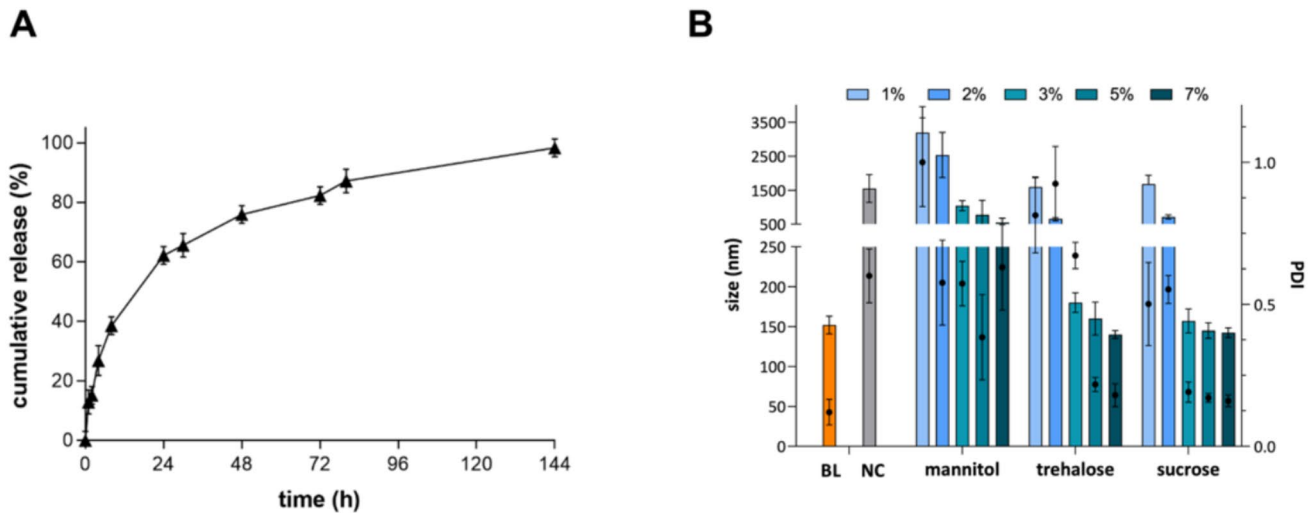 A
cumulative release (%)
100
80
60
40
20
0
0 24 48 72 96 120 144
time (h)
B
1% 2% 3% 5% 7%
size (nm)
3500
2500
1500
500
250
200
150
100
50
0
PDI
1.0
0.5
0.0
BL NC mannitol trehalose sucrose